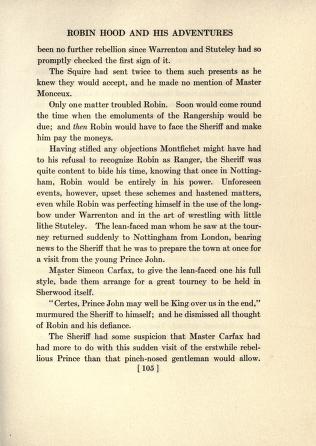 ROBIN HOOD AND HIS ADVENTURES
been no further rebellion since Warrenton and Stuteley had so
promptly checked the first sign of it.
The Squire had sent twice to them such presents as he
knew they would accept, and he made no mention of Master
Monceux.
Only one matter troubled Robin. Soon would come round
the time when the emoluments of the Rangership would be
due; and then Robin would have to face the Sheriff and make
him pay the moneys.
Having stifled any objections Montfichet might have had
to his refusal to recognize Robin as Ranger, the Sheriff was
quite content to bide his time, knowing that once in Notting-
ham, Robin would be entirely in his power. Unforeseen
events, however, upset these schemes and hastened matters,
even while Robin was perfecting himself in the use of the long-
bow under Warrenton and in the art of wrestling with little
lithe Stuteley. The lean-faced man whom he saw at the tour-
ney returned suddenly to Nottingham from London, bearing
news to the Sheriff that he was to prepare the town at once for
a visit from the young Prince John.
Master Simeon Carfax, to give the lean-faced one his full
style, bade them arrange for a great tourney to be held in
Sherwood itself.
"Certes, Prince John may well be King over us in the end,"
murmured the Sheriff to himself; and he dismissed all thought
of Robin and his defiance.
The Sheriff had some suspicion that Master Carfax had
had more to do with this sudden visit of the erstwhile rebel-
lious Prince than that pinch-nosed gentleman would allow.
[ 105 ]